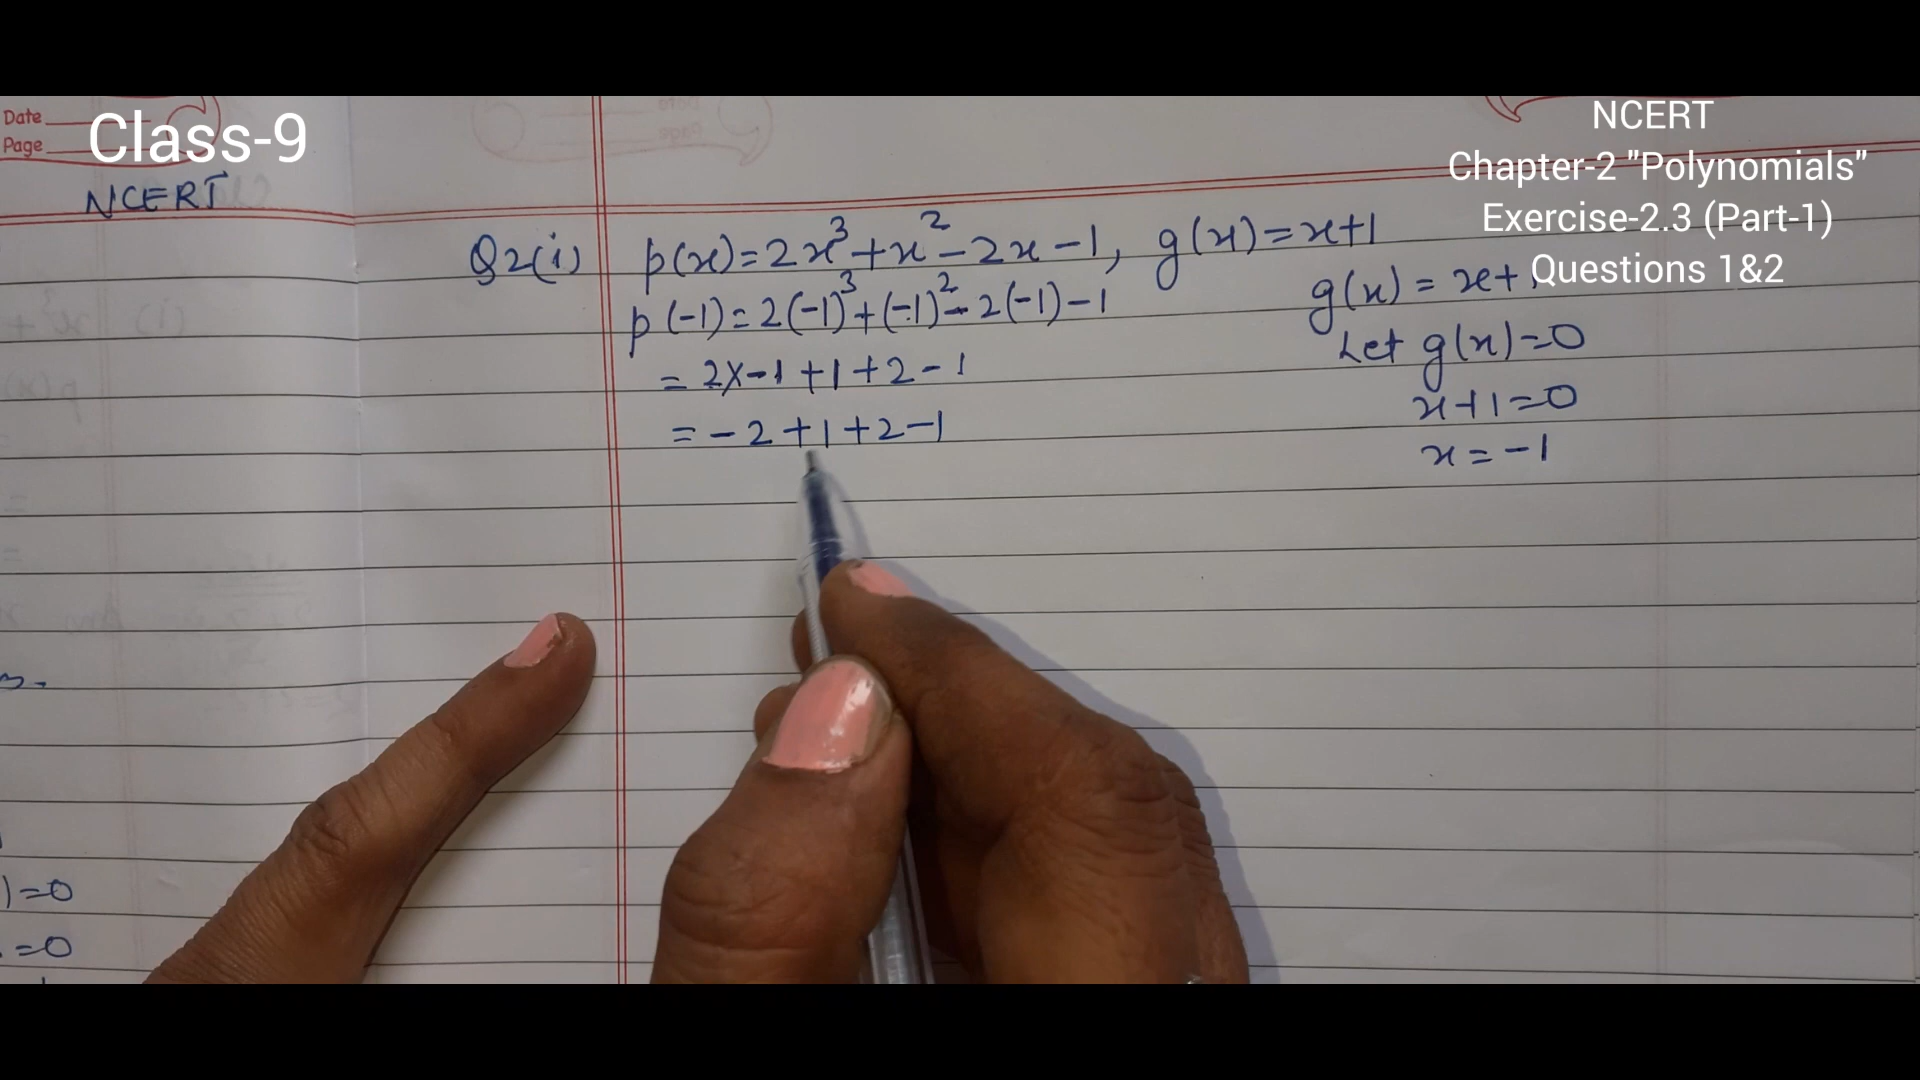 Date
Page
Class-9
NCERT
NCERT
Chapter-2 "Polynomials"
Exercise-2.3 (Part-1)
Questions 1&2
Q2(i) p(x)=2x³+x²-2x-1, g(x)=x+1
p(-1)=2(-1)³+(-1)²-2(-1)-1
=2×-1+1+2-1
=-2+1+2-1
g(x)=x+
Let g(x)=0
x+1=0
x=-1
)=0
=0